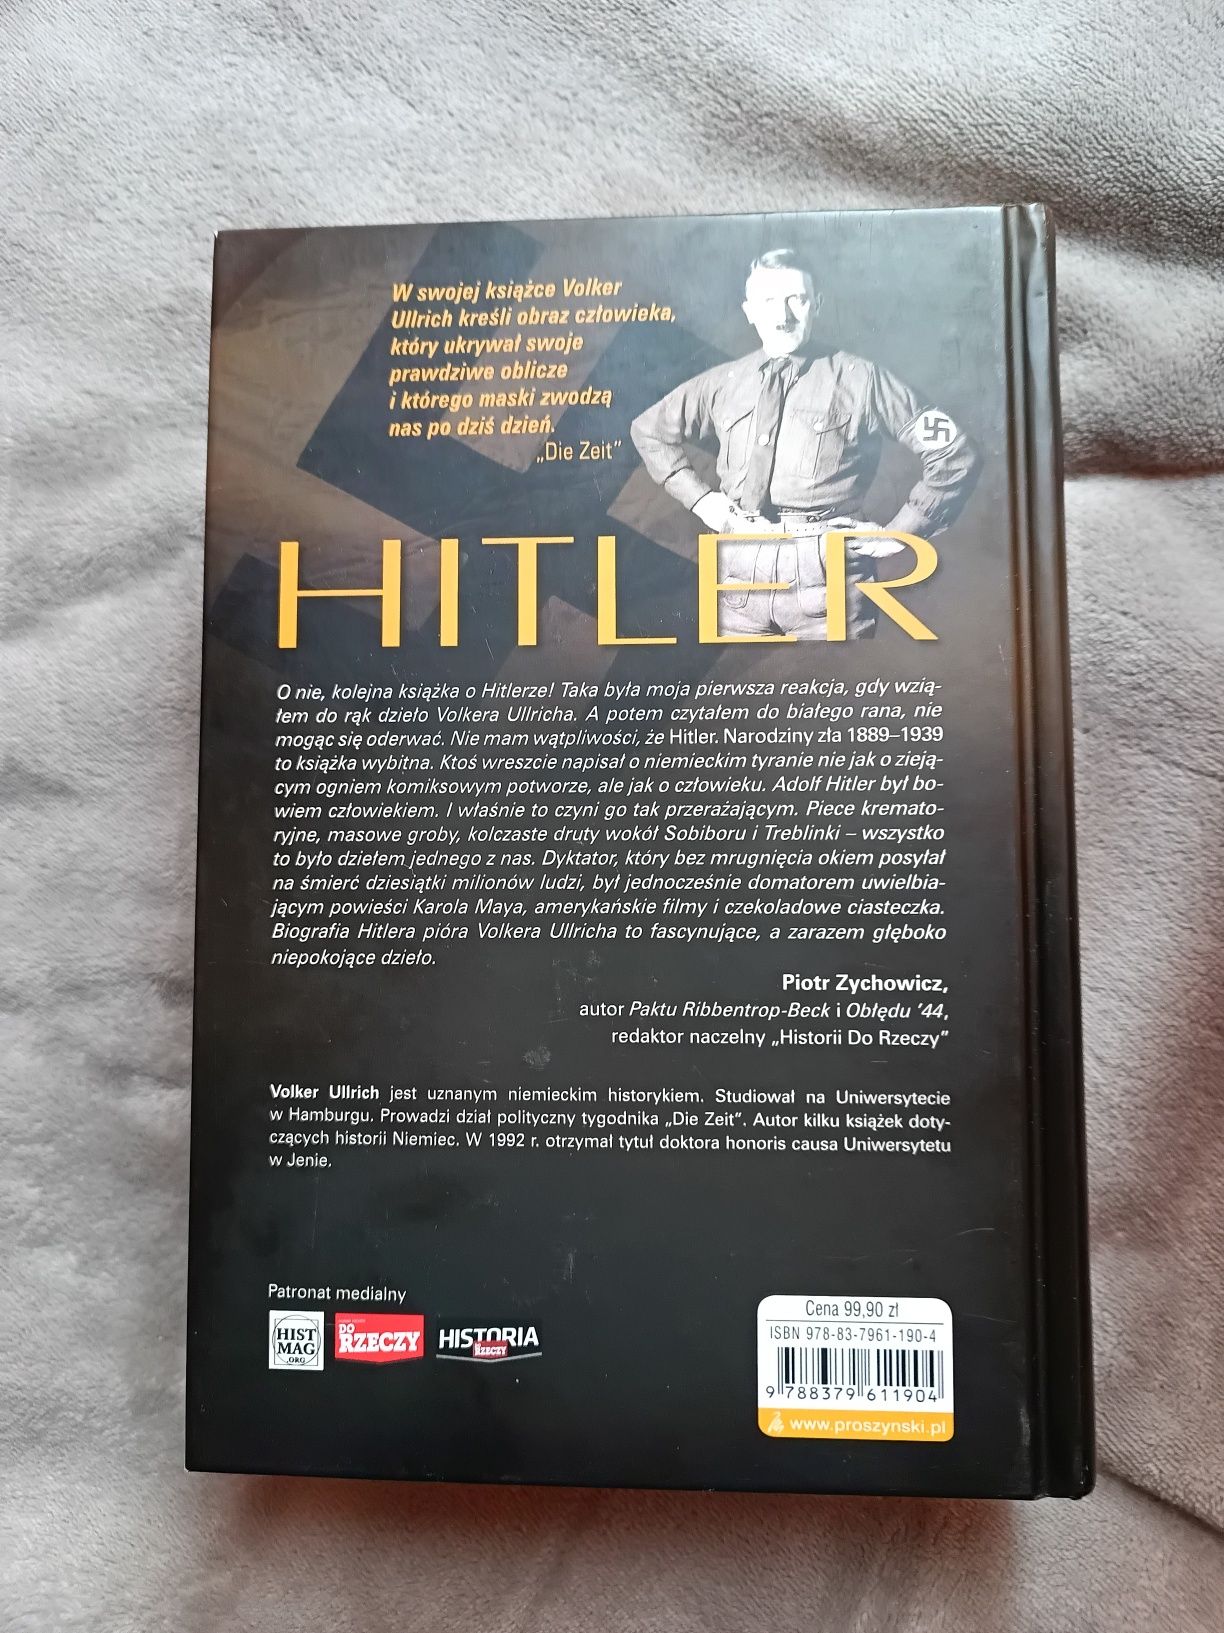 W swojej książce Volker
Ullrich kreśli obraz człowieka,
który ukrywał swoje
prawdziwe oblicze
i którego maski zwodzą
nas po dziś dzień.
„Die Zeit”
HITLER
O nie, kolejna książka o Hitlerze! Taka była moja pierwsza reakcja, gdy wzią-
łem do rąk dzieło Volkera Ullricha. A potem czytałem do białego rana, nie
mogąc się oderwać. Nie mam wątpliwości, że Hitler. Narodziny zła 1889–1939
to książka wybitna. Ktoś wreszcie napisał o niemieckim tyranie nie jak o zieją-
cym ogniem komiksowym potworze, ale jak o człowieku. Adolf Hitler był bo-
wiem człowiekiem. I właśnie to czyni go tak przerażającym. Piece kremato-
ryjne, masowe groby, kolczaste druty wokół Sobiboru i Treblinki – wszystko
to było dziełem jednego z nas. Dyktator, który bez mrugnięcia okiem posyłał
na śmierć dziesiątki milionów ludzi, był jednocześnie domatorem uwielbia-
jącym powieści Karola Maya, amerykańskie filmy i czekoladowe ciasteczka.
Biografia Hitlera pióra Volkera Ullricha to fascynujące, a zarazem głęboko
niepokojące dzieło.
Piotr Zychowicz,
autor Paktu Ribbentrop-Beck i Obłędu ’44,
redaktor naczelny „Historii Do Rzeczy”
Volker Ullrich jest uznanym niemieckim historykiem. Studiował na Uniwersytecie
w Hamburgu. Prowadzi dział polityczny tygodnika „Die Zeit”. Autor kilku książek doty-
czących historii Niemiec. W 1992 r. otrzymał tytuł doktora honoris causa Uniwersytetu
w Jenie.
Patronat medialny
HIST
MAG
.ORG
DO
RZECZY
HISTORIA
RZECZY
Cena 99,90 zł
ISBN 978-83-7961-190-4
9 788379 611904
www.proszynski.pl